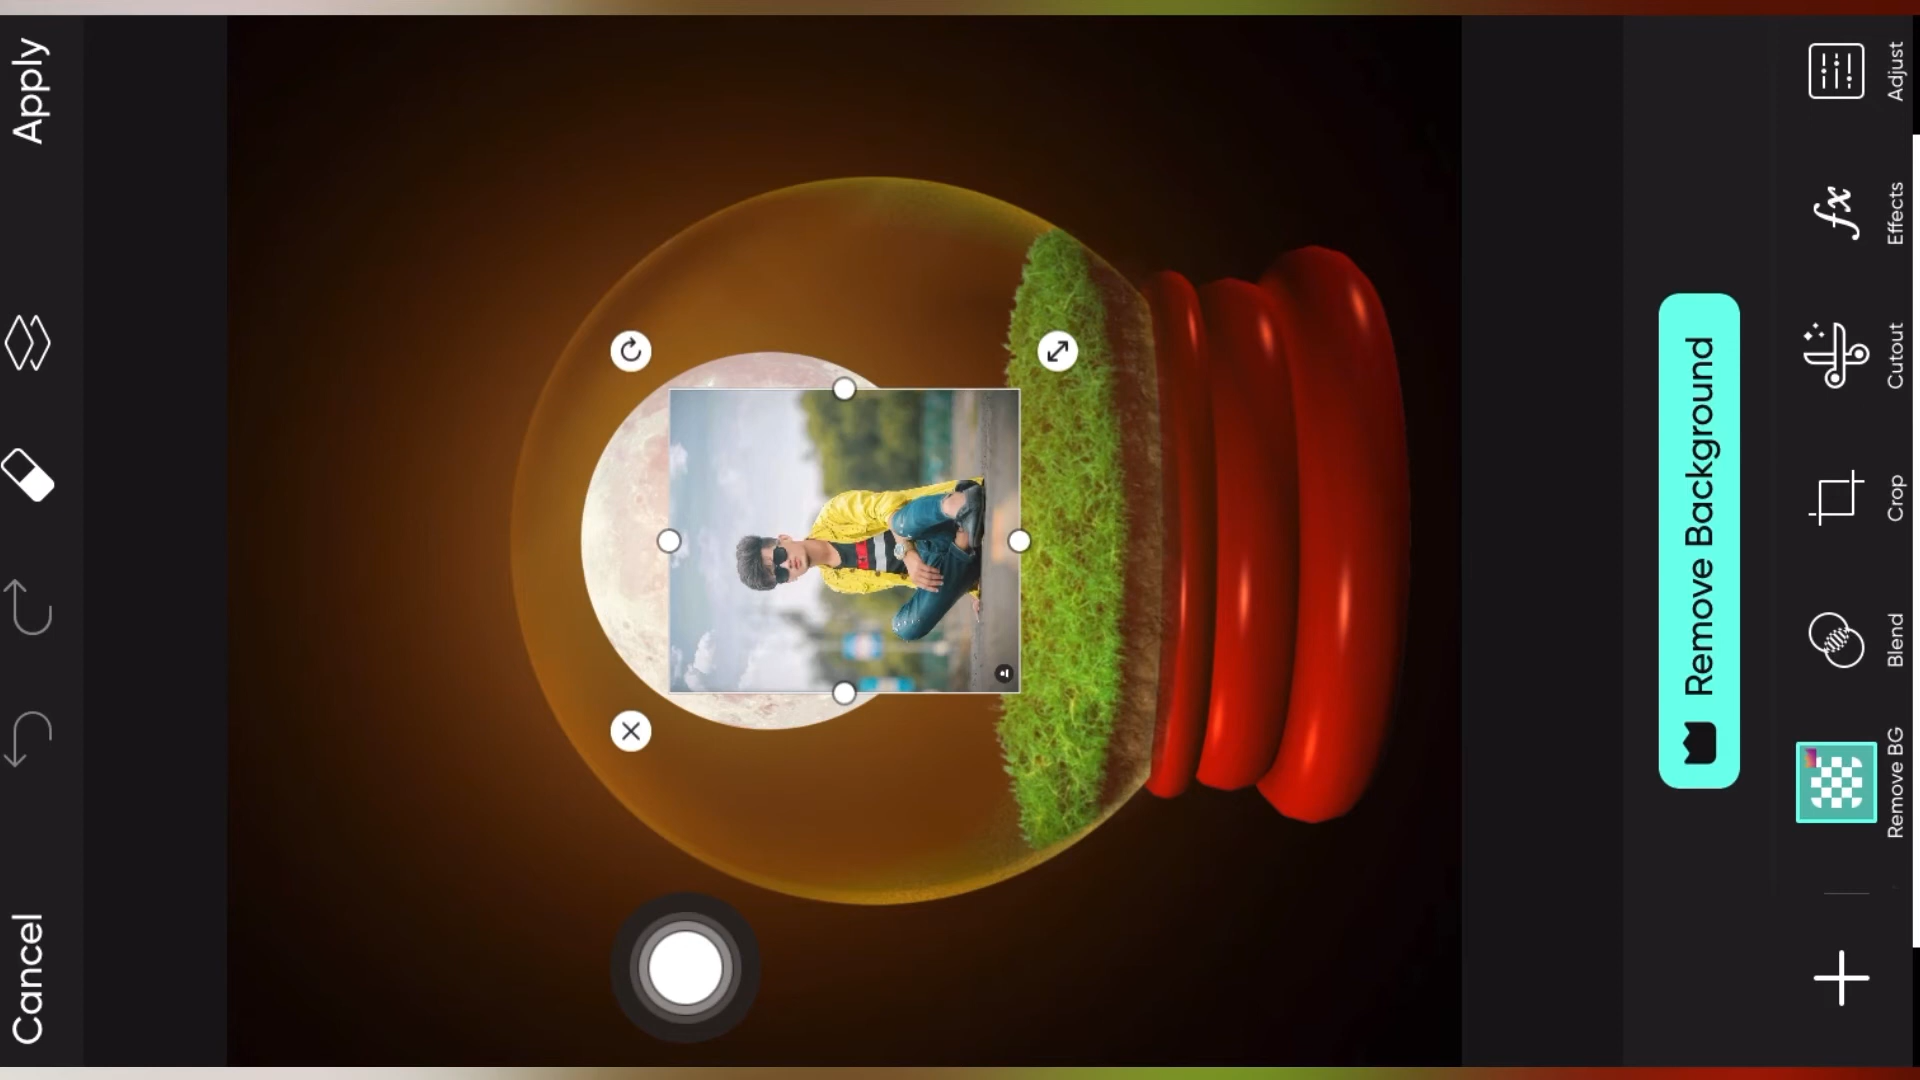 Cancel
Apply
Remove Background
Remove BG
Blend
Crop
Cutout
Effects
Adjust